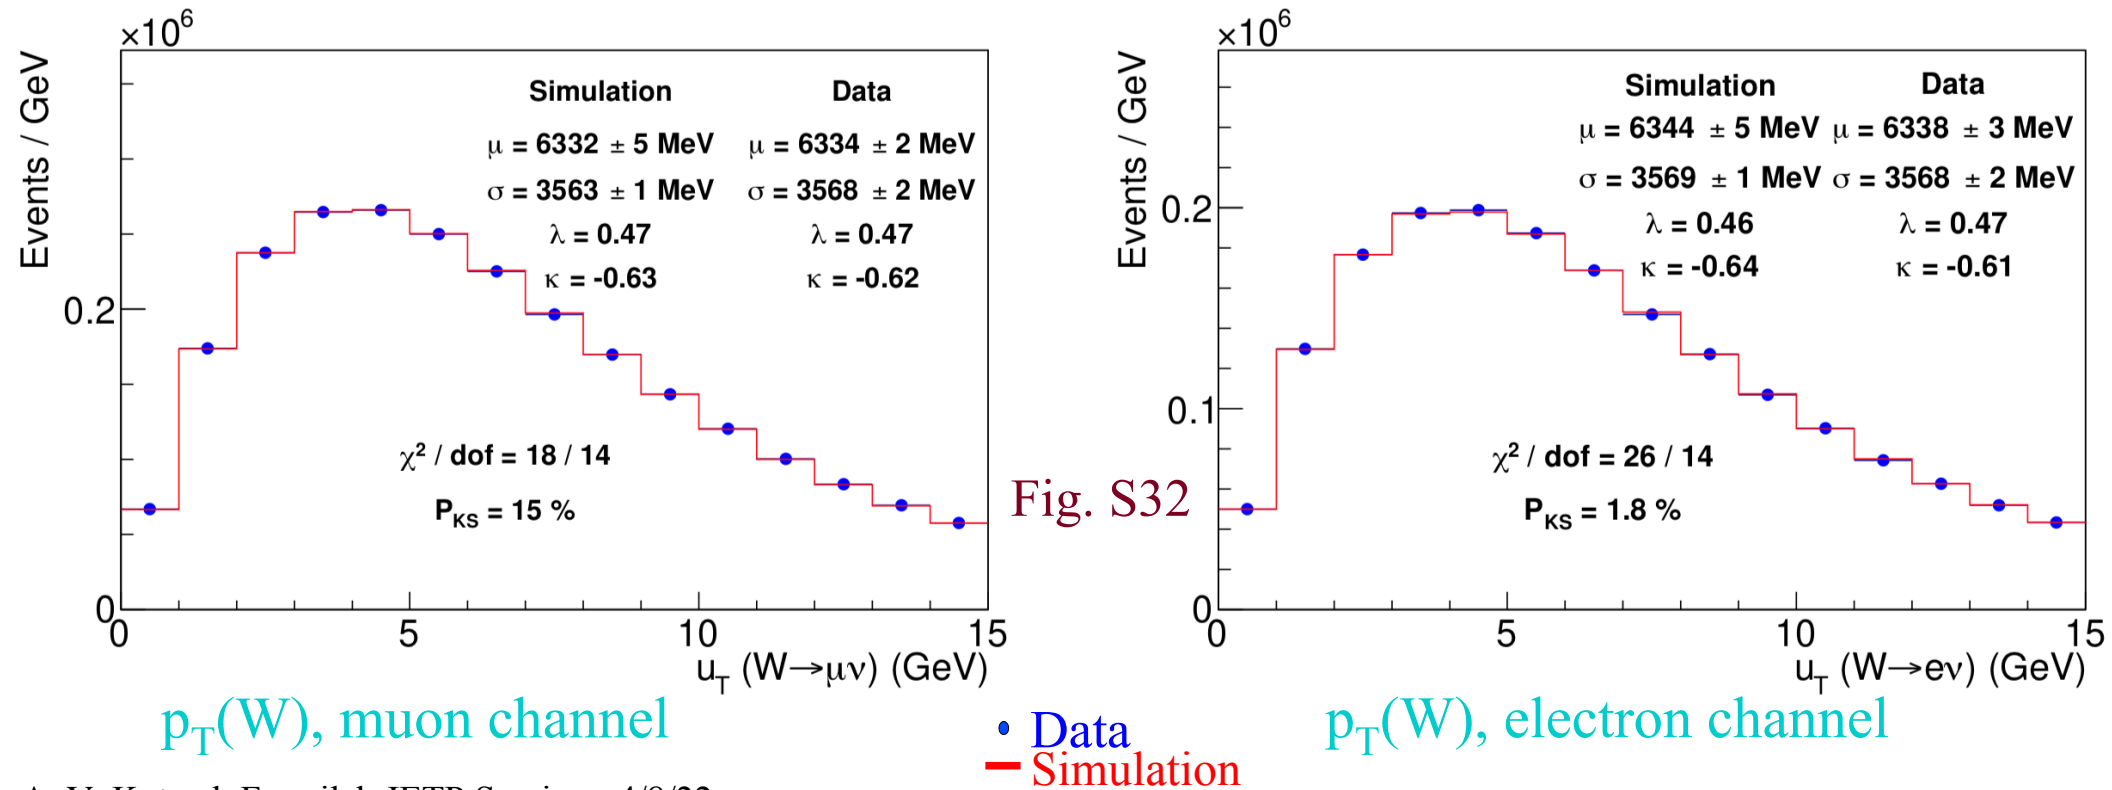 ×10⁶
Events / GeV
Simulation Data
μ = 6332 ± 5 MeV μ = 6334 ± 2 MeV
σ = 3563 ± 1 MeV σ = 3568 ± 2 MeV
λ = 0.47 λ = 0.47
κ = -0.63 κ = -0.62
0.2
χ² / dof = 18 / 14
P_KS = 15 %
0
0 5 10 15
u_T (W→μν) (GeV)
p_T(W), muon channel
Fig. S32
×10⁶
Events / GeV
Simulation Data
μ = 6344 ± 5 MeV μ = 6338 ± 3 MeV
σ = 3569 ± 1 MeV σ = 3568 ± 2 MeV
0.2
λ = 0.46 λ = 0.47
κ = -0.64 κ = -0.61
0.1
χ² / dof = 26 / 14
P_KS = 1.8 %
0
0 5 10 15
u_T (W→eν) (GeV)
p_T(W), electron channel
Data
Simulation